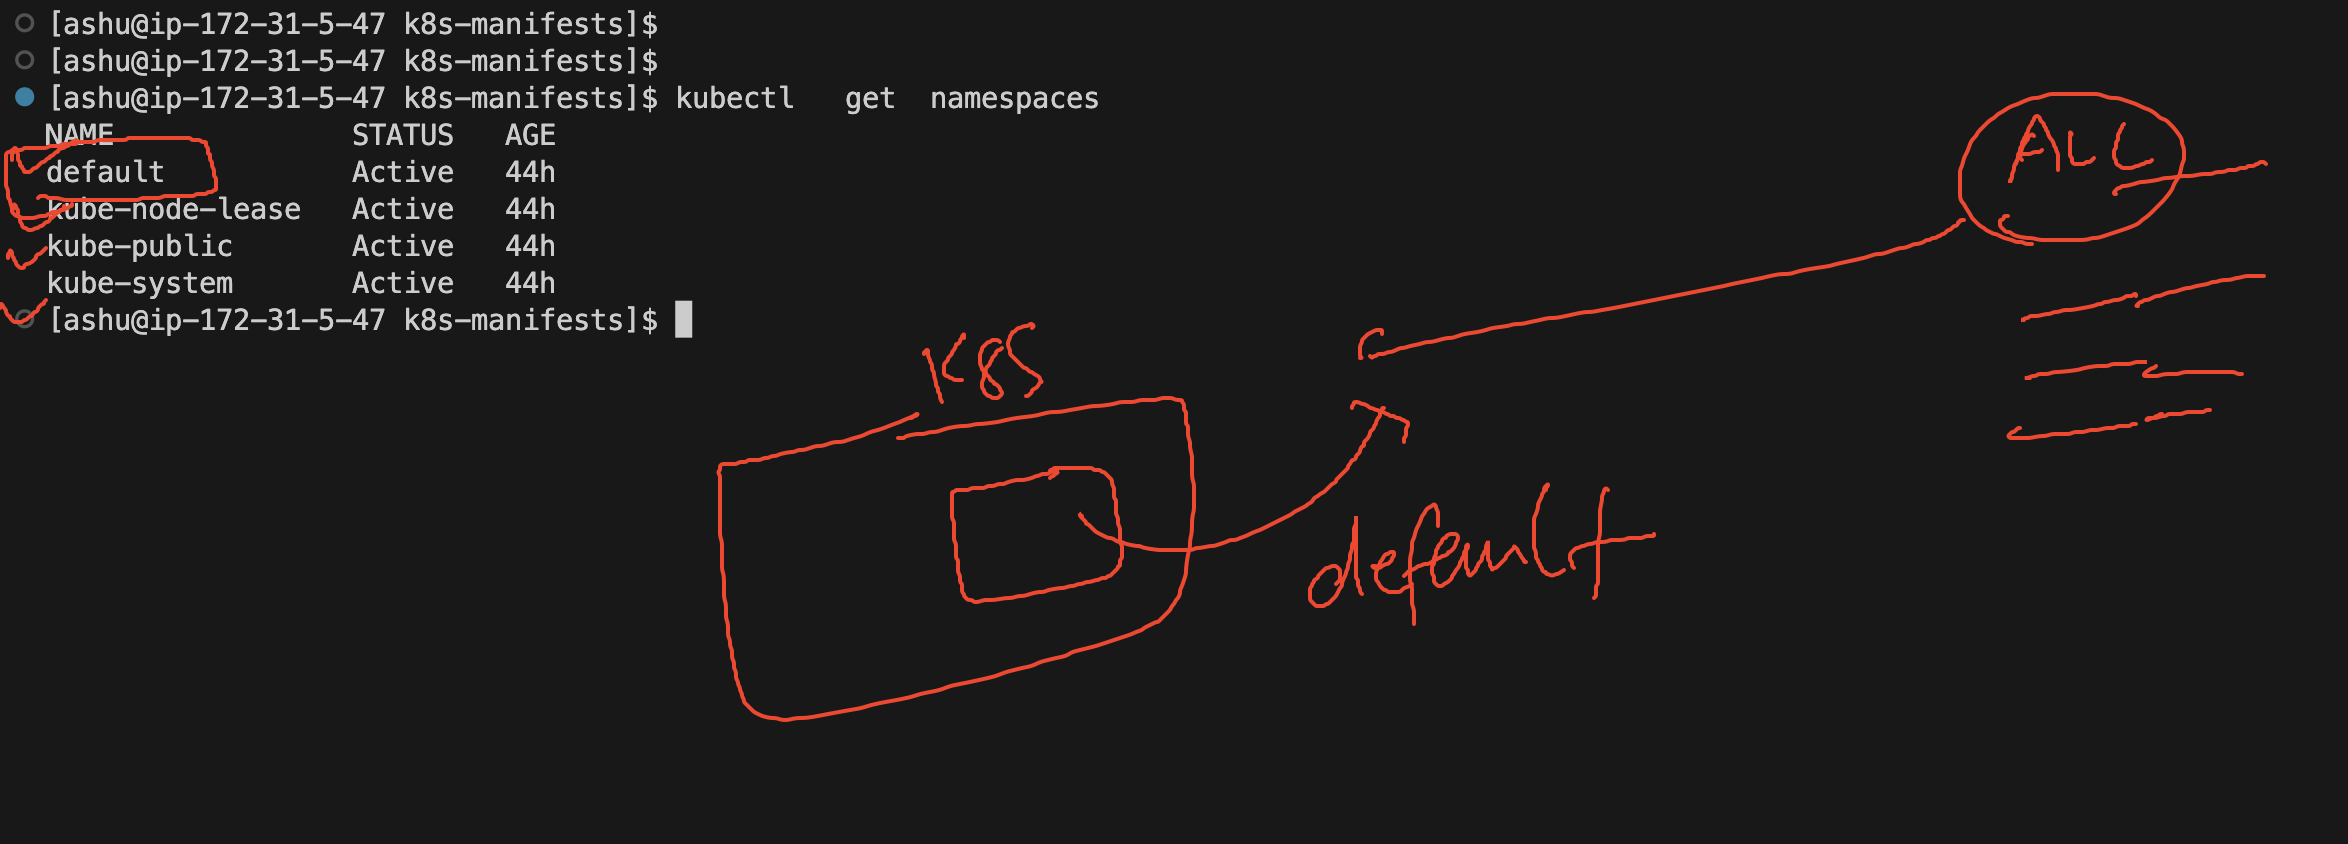 [ashu@ip-172-31-5-47 k8s-manifests]$
[ashu@ip-172-31-5-47 k8s-manifests]$
[ashu@ip-172-31-5-47 k8s-manifests]$ kubectl   get  namespaces
NAME              STATUS   AGE
default           Active   44h
kube-node-lease   Active   44h
kube-public       Active   44h
kube-system       Active   44h
[ashu@ip-172-31-5-47 k8s-manifests]$
ALL
K8S
default